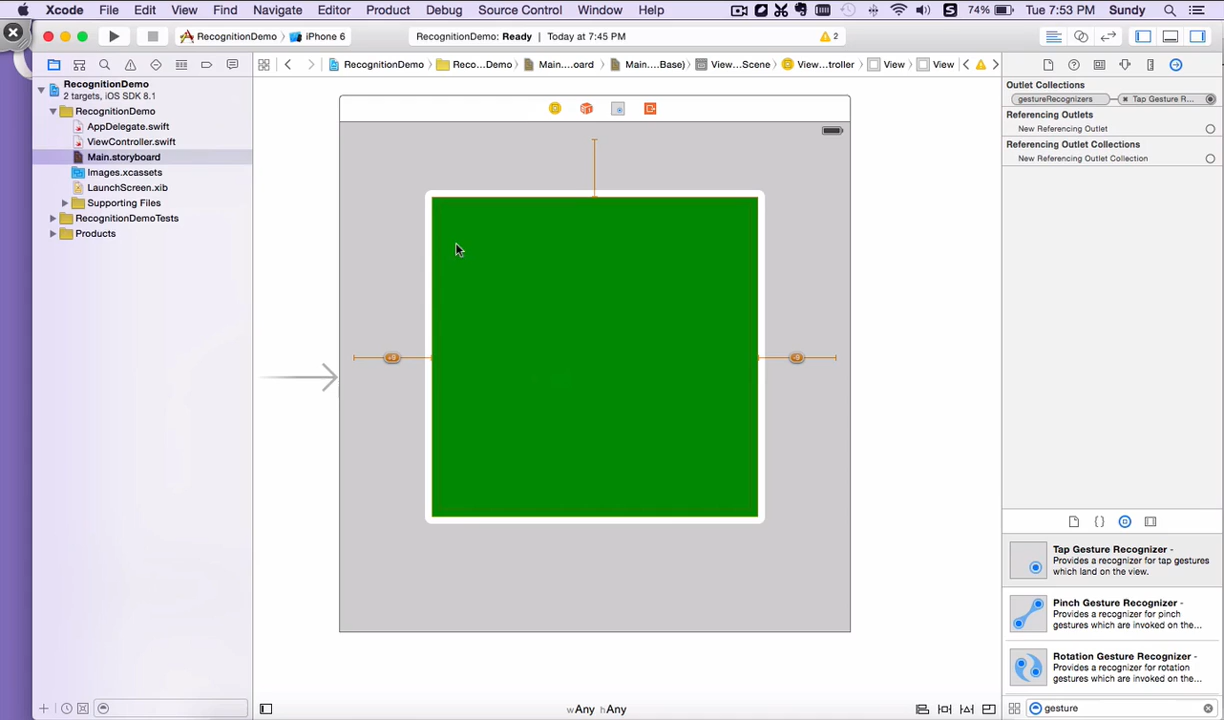 Xcode File Edit View Find Navigate Editor Product Debug Source Control Window Help 74% Tue 7:53 PM Sundy
RecognitionDemo iPhone 6 RecognitionDemo: Ready Today at 7:45 PM 2
RecognitionDemo Reco...Demo Main....oard Main....Base) View...Scene View...troller View View
RecognitionDemo
2 targets, iOS SDK 8.1
RecognitionDemo
AppDelegate.swift
ViewController.swift
Main.storyboard
Images.xcassets
LaunchScreen.xib
Supporting Files
RecognitionDemoTests
Products
Outlet Collections
gestureRecognizers Tap Gesture R...
Referencing Outlets
New Referencing Outlet
Referencing Outlet Collections
New Referencing Outlet Collection
Tap Gesture Recognizer -
Provides a recognizer for tap gestures
which land on the view.
Pinch Gesture Recognizer -
Provides a recognizer for pinch
gestures which are invoked on the...
Rotation Gesture Recognizer -
Provides a recognizer for rotation
gestures which are invoked on the...
wAny hAny
gesture